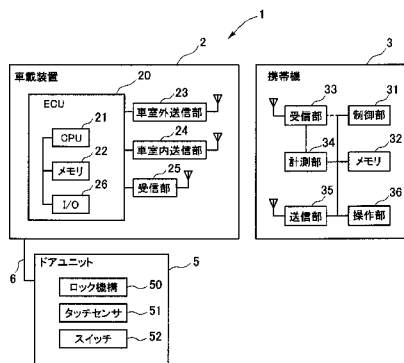 1
2
3
車載装置
20
ECU
21
CPU
22
メモリ
26
I/O
23
車室外送信部
24
車室内送信部
25
受信部
携帯機
33
受信部
31
制御部
34
計測部
32
メモリ
35
送信部
36
操作部
6
ドアユニット
5
ロック機構
50
タッチセンサ
51
スイッチ
52